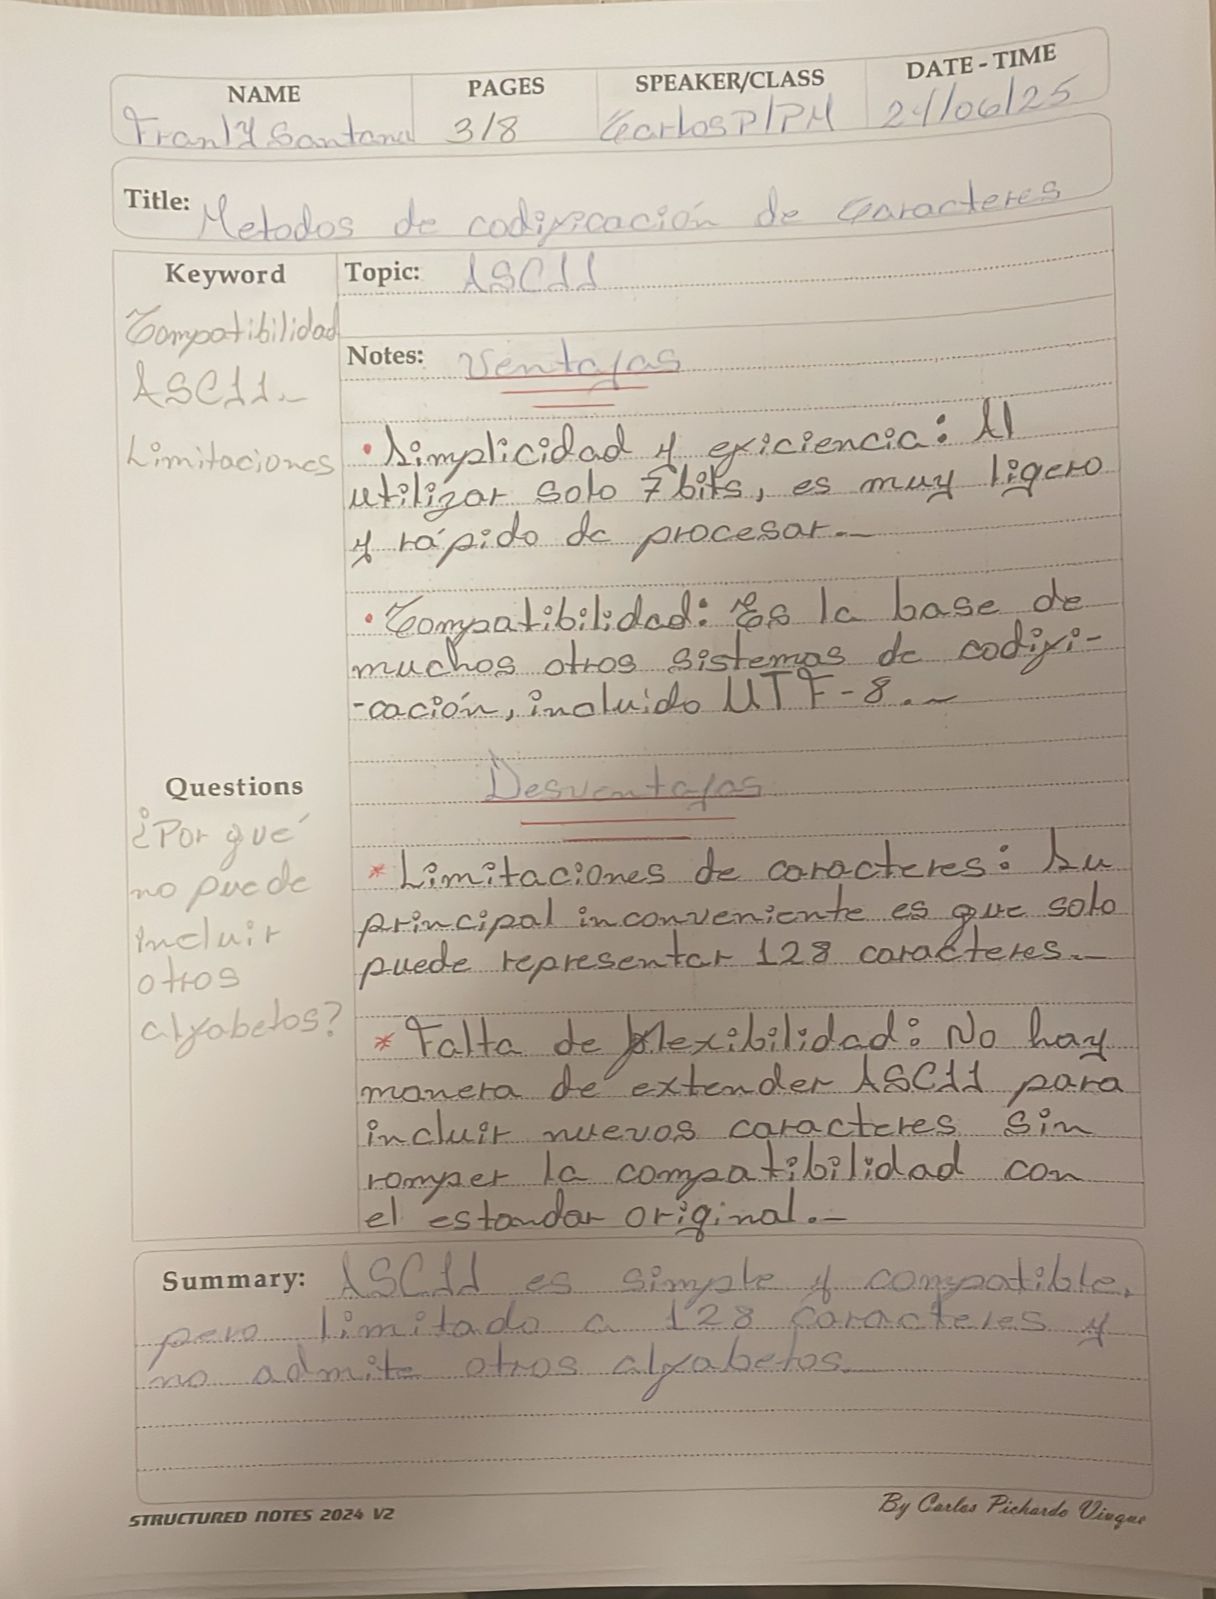 NAME PAGES SPEAKER/CLASS DATE - TIME
Franly Santana 3/8 Carlos P/PM 21/06/25
Title: Metodos de codificación de Caracteres
Keyword
Compatibilidad
ASCII.-
Limitaciones
Topic: ASCII
Notes: Ventajas
• Simplicidad y eficiencia: Al
utilizar solo 7 bits, es muy ligero
y rápido de procesar.-
• Compatibilidad: Es la base de
muchos otros sistemas de codifi-
-cación, incluido UTF-8.-
Desventajas
* Limitaciones de caracteres: Su
principal inconveniente es que solo
puede representar 128 caracteres.-
* Falta de flexibilidad: No hay
manera de extender ASCII para
incluir nuevos caracteres sin
romper la compatibilidad con
el estandar original.-
Questions
¿Por qué
no puede
incluir
otros
alfabetos?
Summary: ASCII es simple y compatible,
pero limitado a 128 caracteres y
no admite otros alfabetos.
STRUCTURED NOTES 2024 V2
By Carlos Pichardo Viuque